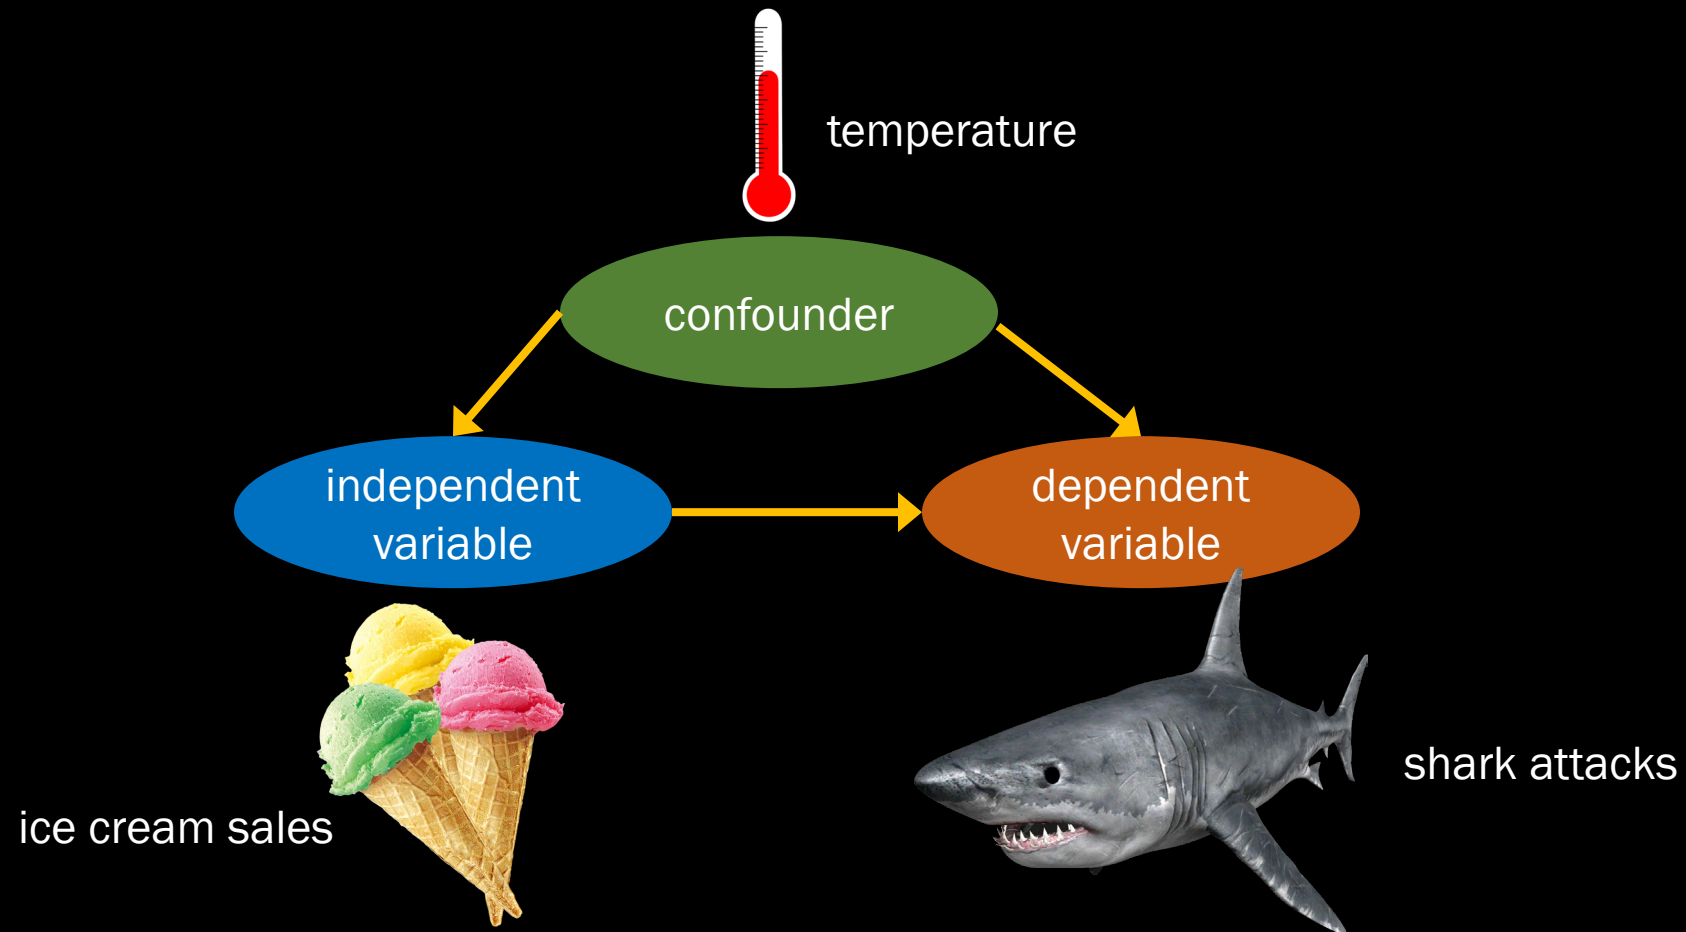 temperature
confounder
independent
variable
dependent
variable
shark attacks
ice cream sales